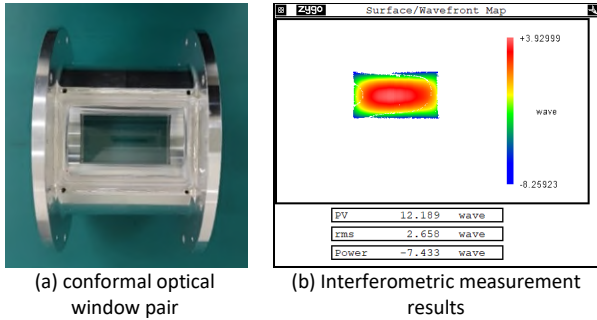 zygo Surface/Wavefront Map
+3.92999
wave
-8.25923
PV 12.189 wave
rms 2.658 wave
Power -7.433 wave
(a) conformal optical
window pair
(b) Interferometric measurement
results